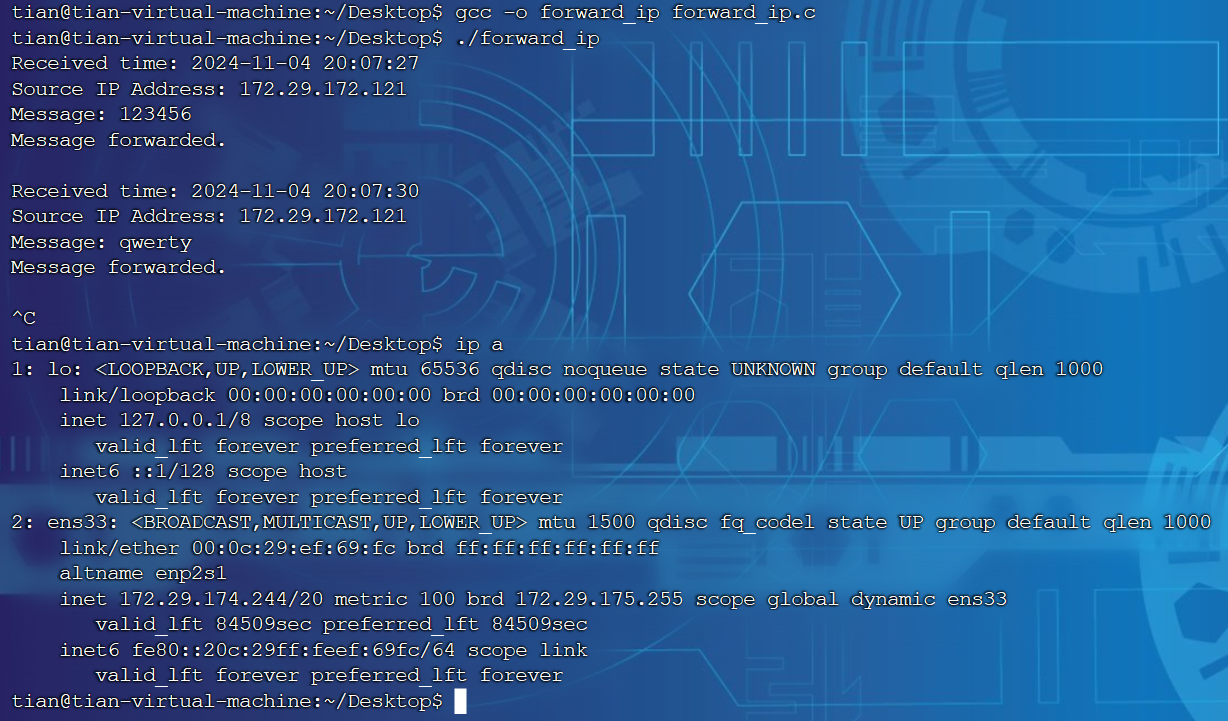 tian@tian-virtual-machine:~/Desktop$ gcc -o forward_ip forward_ip.c
tian@tian-virtual-machine:~/Desktop$ ./forward_ip
Received time: 2024-11-04 20:07:27
Source IP Address: 172.29.172.121
Message: 123456
Message forwarded.

Received time: 2024-11-04 20:07:30
Source IP Address: 172.29.172.121
Message: qwerty
Message forwarded.

^C
tian@tian-virtual-machine:~/Desktop$ ip a
1: lo: <LOOPBACK,UP,LOWER_UP> mtu 65536 qdisc noqueue state UNKNOWN group default qlen 1000
    link/loopback 00:00:00:00:00:00 brd 00:00:00:00:00:00
    inet 127.0.0.1/8 scope host lo
       valid_lft forever preferred_lft forever
    inet6 ::1/128 scope host
       valid_lft forever preferred_lft forever
2: ens33: <BROADCAST,MULTICAST,UP,LOWER_UP> mtu 1500 qdisc fq_codel state UP group default qlen 1000
    link/ether 00:0c:29:ef:69:fc brd ff:ff:ff:ff:ff:ff
    altname enp2s1
    inet 172.29.174.244/20 metric 100 brd 172.29.175.255 scope global dynamic ens33
       valid_lft 84509sec preferred_lft 84509sec
    inet6 fe80::20c:29ff:feef:69fc/64 scope link
       valid_lft forever preferred_lft forever
tian@tian-virtual-machine:~/Desktop$